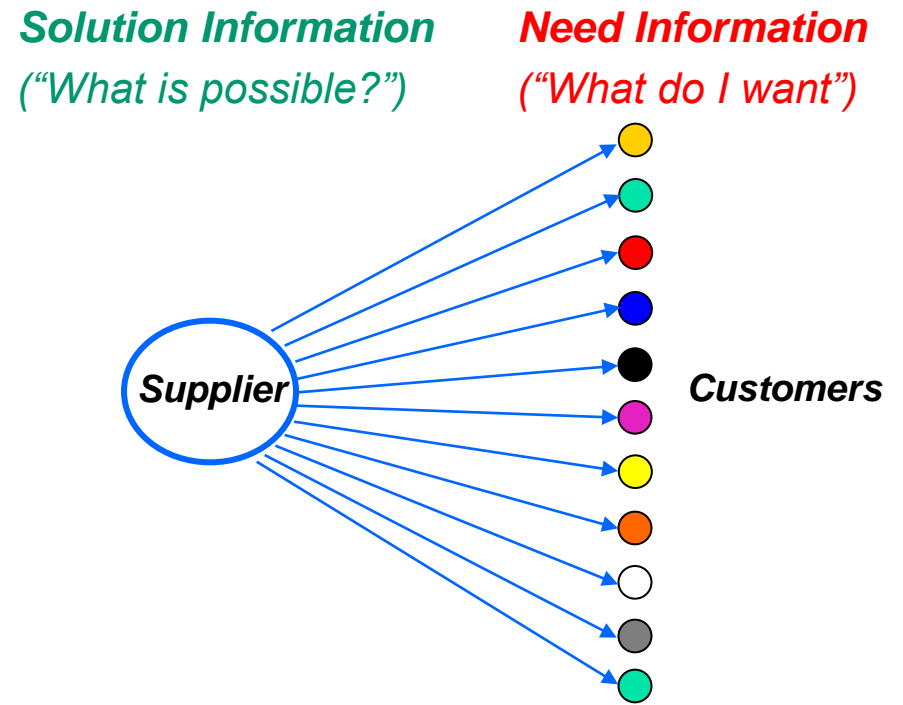 Solution Information
(“What is possible?”)
Need Information
(“What do I want”)
Supplier
Customers